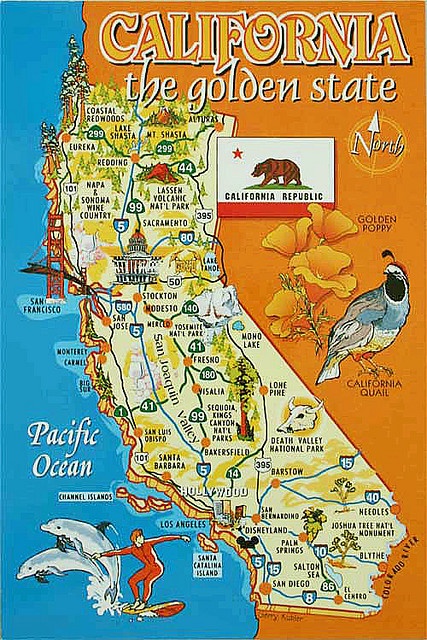 CALIFORNIA
the golden state
COASTAL
REDWOODS
299
LAKE
SHASTA
MT. SHASTA
ALTURAS
EUREKA
299
REDDING
44
North
CALIFORNIA REPUBLIC
101
NAPA
&
SONOMA
WINE
COUNTRY
99
LASSEN
VOLCANIC
NAT'L PARK
395
GOLDEN
POPPY
5
SACRAMENTO
80
LAKE
TAHOE
50
SAN
FRANCISCO
580
STOCKTON
MODESTO
140
SAN
JOSE
5
MERCED
YOSEMITE
NAT'L PARK
MONO
LAKE
MONTEREY
CARMEL
41
FRESNO
180
CALIFORNIA
QUAIL
BIG
SUR
San Joaquin Valley
VISALIA
LONE
PINE
1
41
99
SEQUOIA,
KINGS
CANYON
NAT'L
PARKS
Pacific
Ocean
101
SAN LUIS
OBISPO
BAKERSFIELD
DEATH VALLEY
NATIONAL PARK
SANTA
BARBARA
5
14
395
15
BARSTOW
CHANNEL ISLANDS
HOLLYWOOD
40
NEEDLES
LOS ANGELES
SAN
BERNARDINO
DISNEYLAND
JOSHUA TREE NAT'L
MONUMENT
PALM
SPRINGS
10
BLYTHE
COLORADO RIVER
SANTA
CATALINA
ISLAND
5
15
SALTON
SEA
SAN DIEGO
86
EL
CENTRO
8